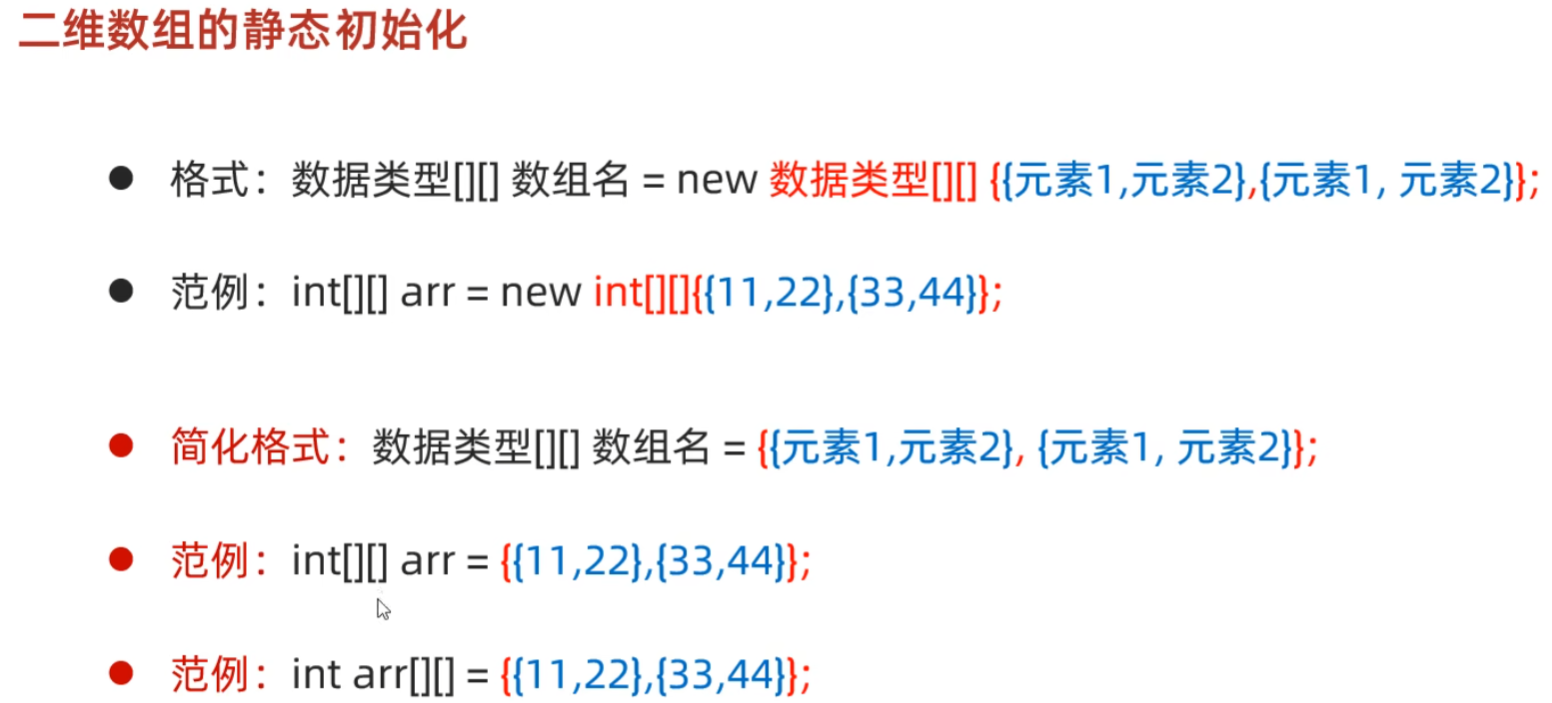 二维数组的静态初始化
● 格式：数据类型[][] 数组名 = new 数据类型[][] {{元素1,元素2},{元素1, 元素2}};
● 范例：int[][] arr = new int[][]{{11,22},{33,44}};
● 简化格式：数据类型[][] 数组名 = {{元素1,元素2}, {元素1, 元素2}};
● 范例：int[][] arr = {{11,22},{33,44}};
● 范例：int arr[][] = {{11,22},{33,44}};